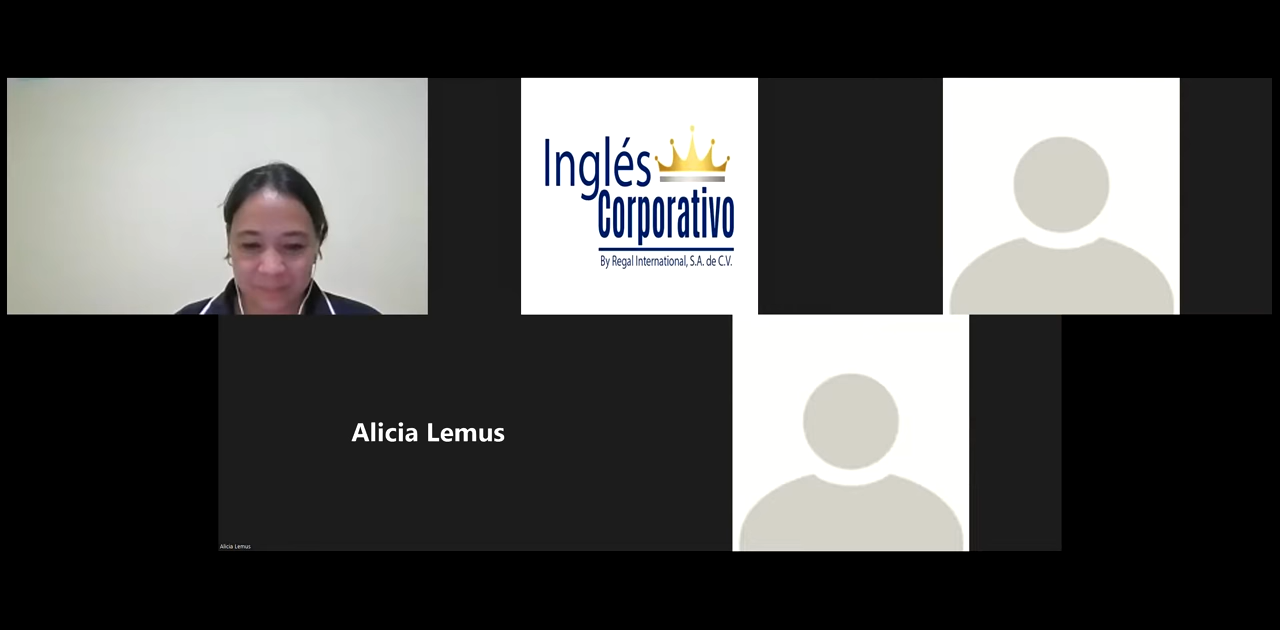 Inglés
Corporativo
By Regal International, S.A. de C.V.
Alicia Lemus
Alicia Lemus